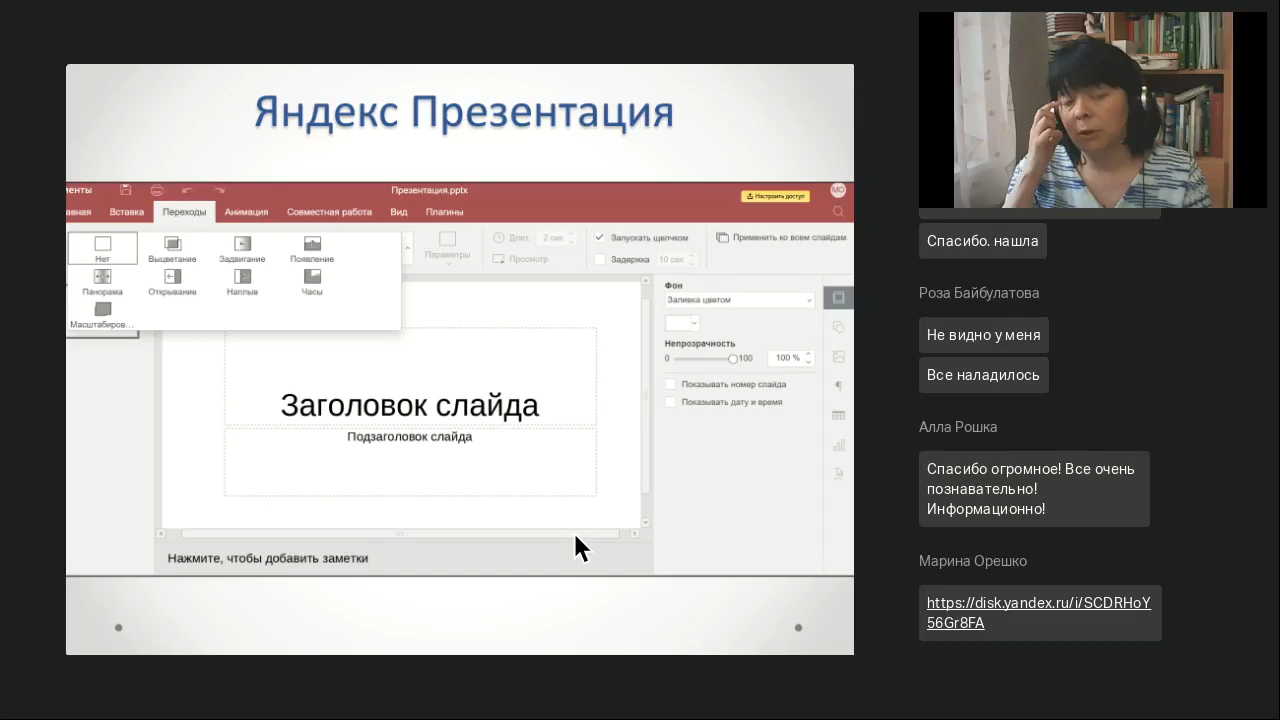 Яндекс Презентация
енты
Презентация.pptx
Настроить доступ
МО
авная Вставка Переходы Анимация Совместная работа Вид Плагины
Нет Выцветание Задвигание Появление
Панорама Открывание Наплыв Часы
Масштабиров...
Параметры
Длит. 2 сек
Просмотр
Запускать щелчком
Задержка 10 сек
Применить ко всем слайдам
Заголовок слайда
Подзаголовок слайда
Нажмите, чтобы добавить заметки
Фон
Заливка цветом
Непрозрачность
0 100 100 %
Показывать номер слайда
Показывать дату и время
Спасибо. нашла
Роза Байбулатова
Не видно у меня
Все наладилось
Алла Рошка
Спасибо огромное! Все очень
познавательно!
Информационно!
Марина Орешко
https://disk.yandex.ru/i/SCDRHoY
56Gr8FA